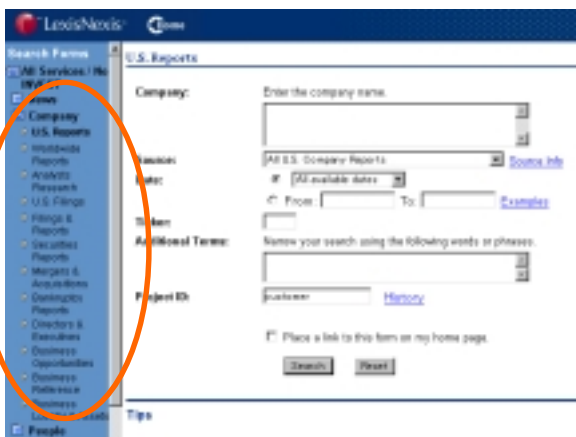 LexisNexis Home
Search Forms
All Services / No
INVEST
News
Company
U.S. Reports
Worldwide
Reports
Analysts
Research
U.S. Filings
Filings &
Reports
Securities
Reports
Mergers &
Acquisitions
Bankruptcy
Reports
Directors &
Executives
Business
Opportunities
Business
Reference
Business
People
U.S. Reports
Company: Enter the company name.
Source: All U.S. Company Reports Source Info
Date: All available dates
From: To: Examples
Ticker:
Additional Terms: Narrow your search using the following words or phrases.
Project ID: customer History
Place a link to this form on my home page.
Search Reset
Tips